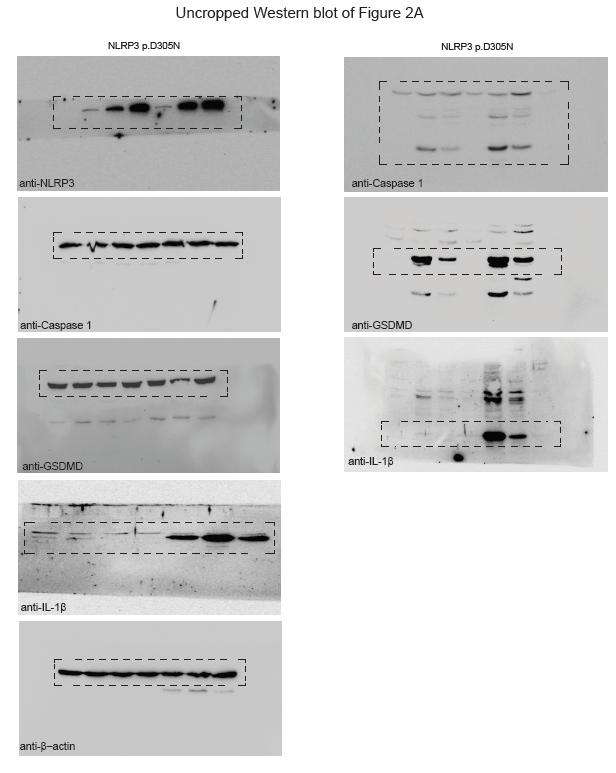 Uncropped Western blot of Figure 2A
NLRP3 p.D305N
anti-NLRP3
anti-Caspase 1
anti-GSDMD
anti-IL-1β
anti-β−actin
NLRP3 p.D305N
anti-Caspase 1
anti-GSDMD
anti-IL-1β